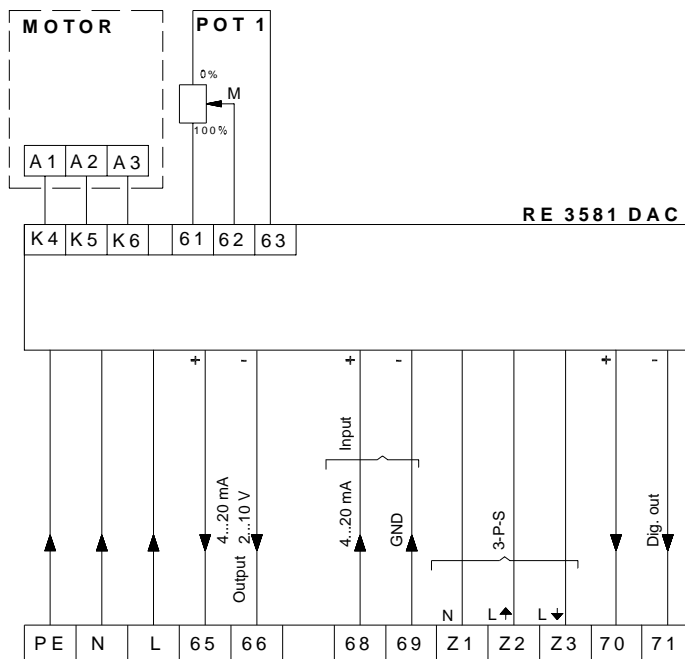 MOTOR
POT 1
0%
M
100%
A1 A2 A3
RE 3581 DAC
K4 K5 K6 61 62 63
+ - + - + -
Input
4...20 mA
2...10 V
Output
4...20 mA
GND
3-P-S
Dig. out
N L L
PE N L 65 66 68 69 Z1 Z2 Z3 70 71